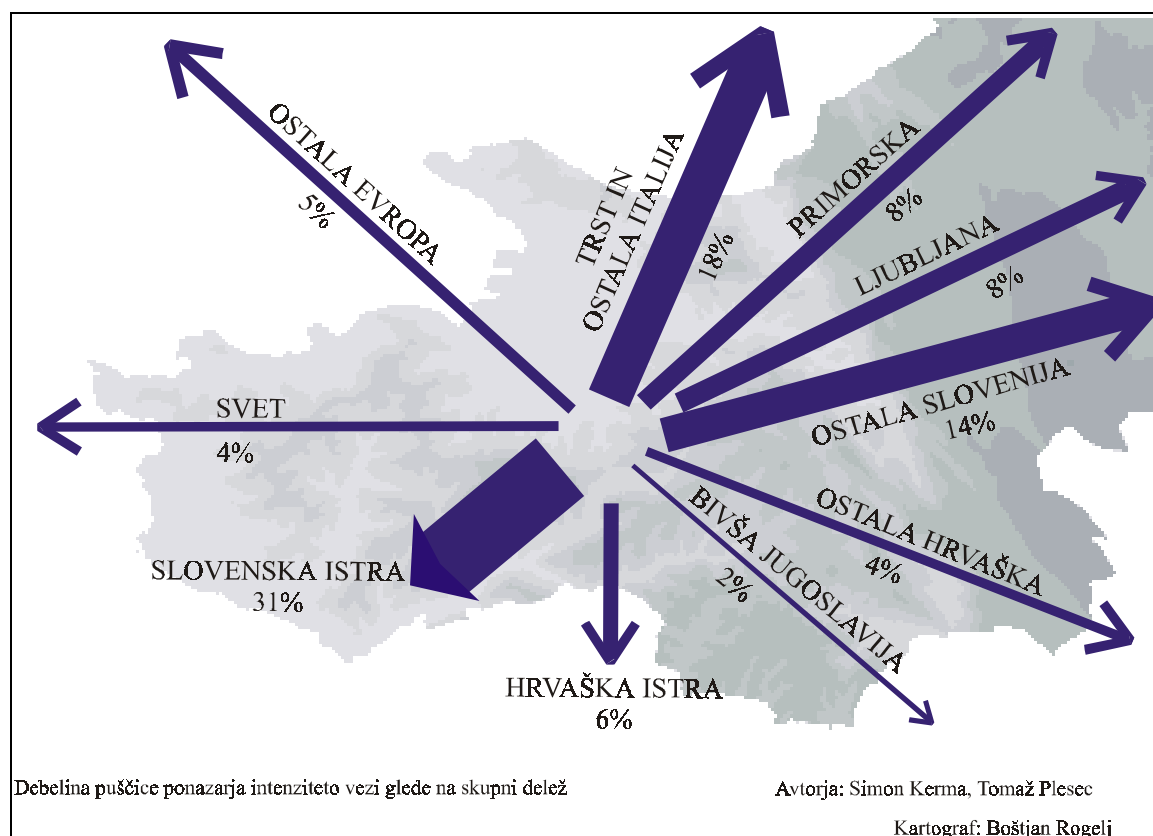 OSTALA EVROPA
5%
TRST IN
OSTALA ITALIJA
18%
PRIMORSKA
8%
LJUBLJANA
8%
OSTALA SLOVENIJA
14%
SVET
4%
OSTALA HRVAŠKA
4%
BIVŠA JUGOSLAVIJA
2%
SLOVENSKA ISTRA
31%
HRVAŠKA ISTRA
6%
Debelina puščice ponazarja intenziteto vezi glede na skupni delež
Avtorja: Simon Kerma, Tomaž Plesec
Kartograf: Boštjan Rogelj